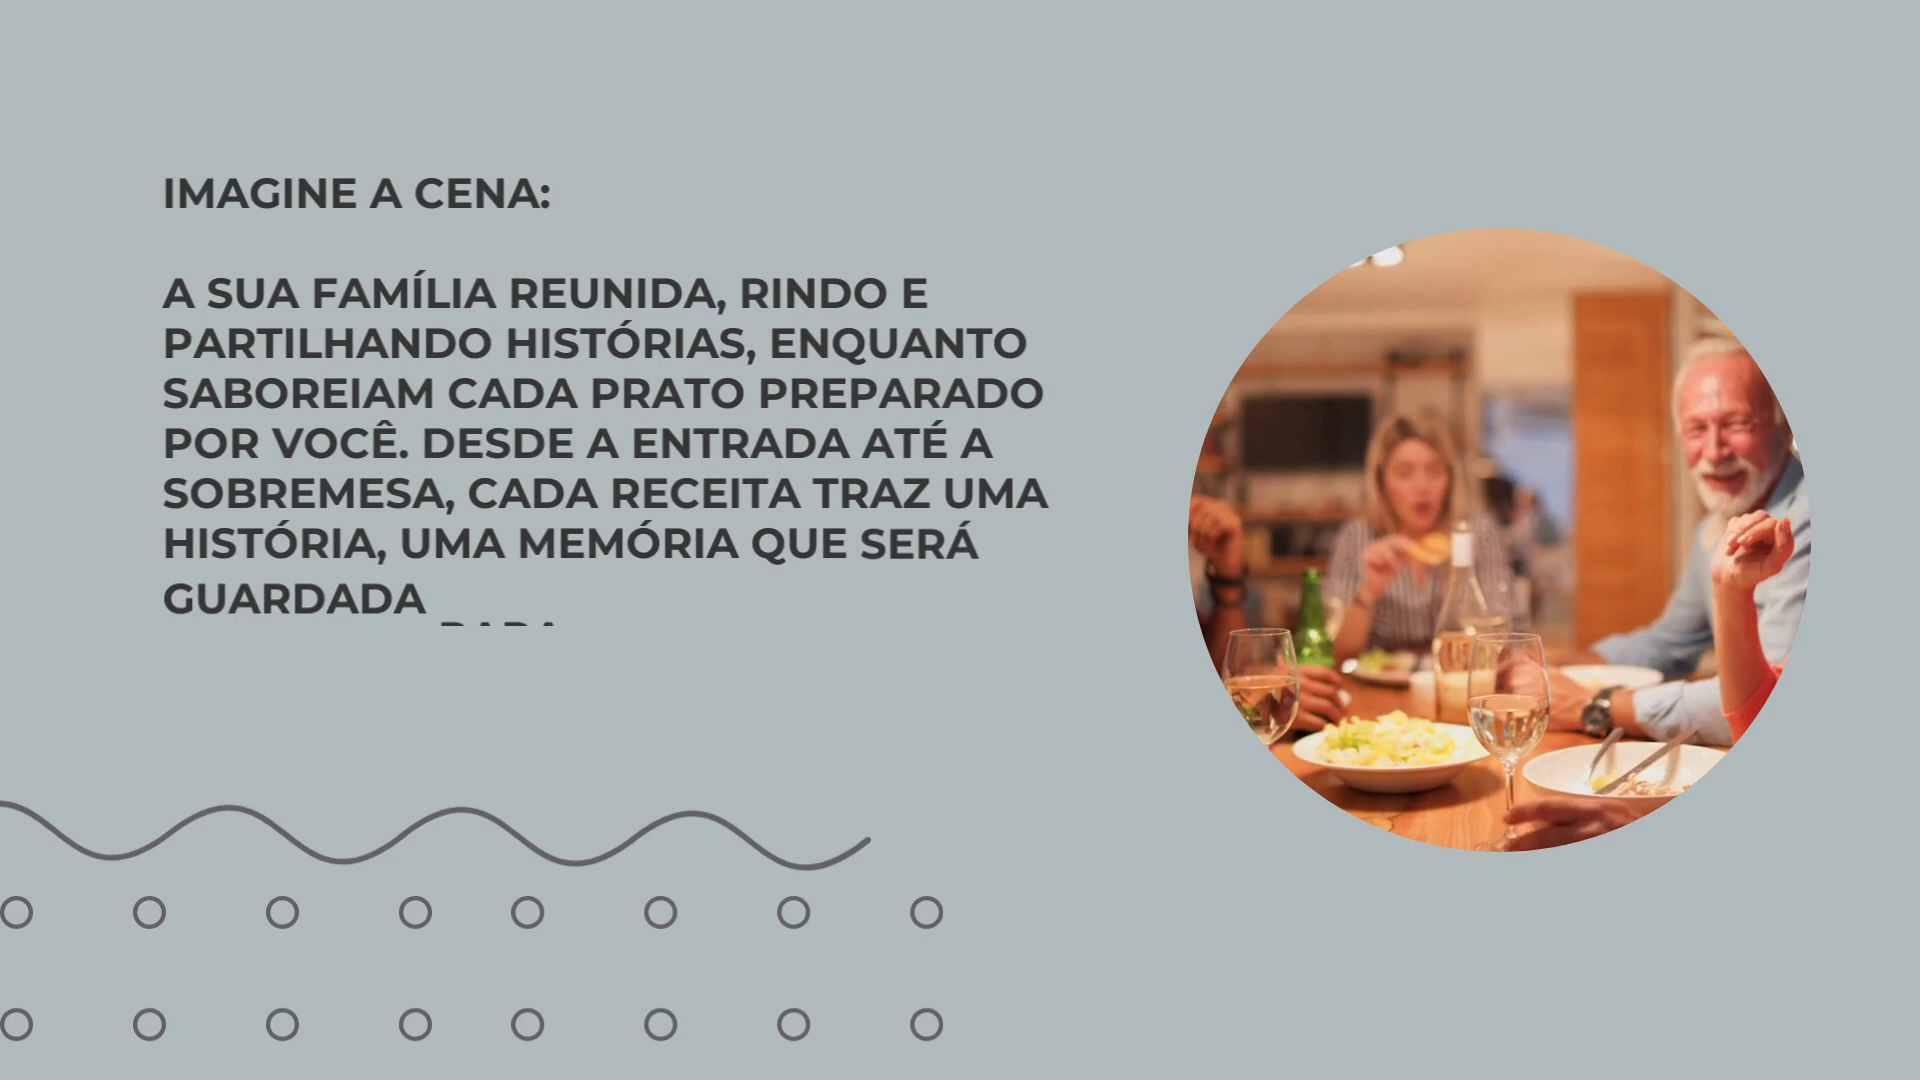 IMAGINE A CENA:
A SUA FAMÍLIA REUNIDA, RINDO E
PARTILHANDO HISTÓRIAS, ENQUANTO
SABOREIAM CADA PRATO PREPARADO
POR VOCÊ. DESDE A ENTRADA ATÉ A
SOBREMESA, CADA RECEITA TRAZ UMA
HISTÓRIA, UMA MEMÓRIA QUE SERÁ
GUARDADA